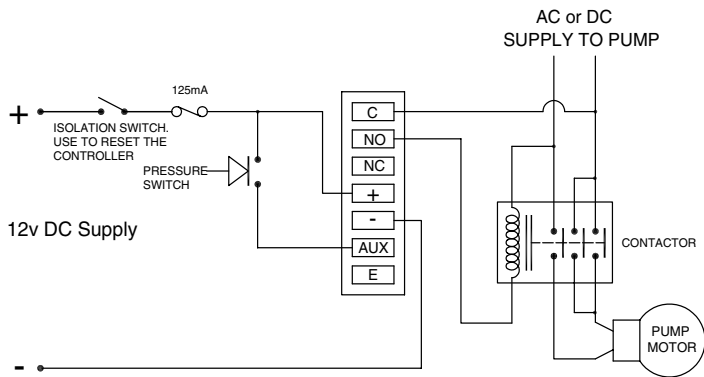 AC or DC
SUPPLY TO PUMP
125mA
+
ISOLATION SWITCH.
USE TO RESET THE
CONTROLLER
PRESSURE
SWITCH
12v DC Supply
-
C
NO
NC
+
-
AUX
E
CONTACTOR
PUMP
MOTOR